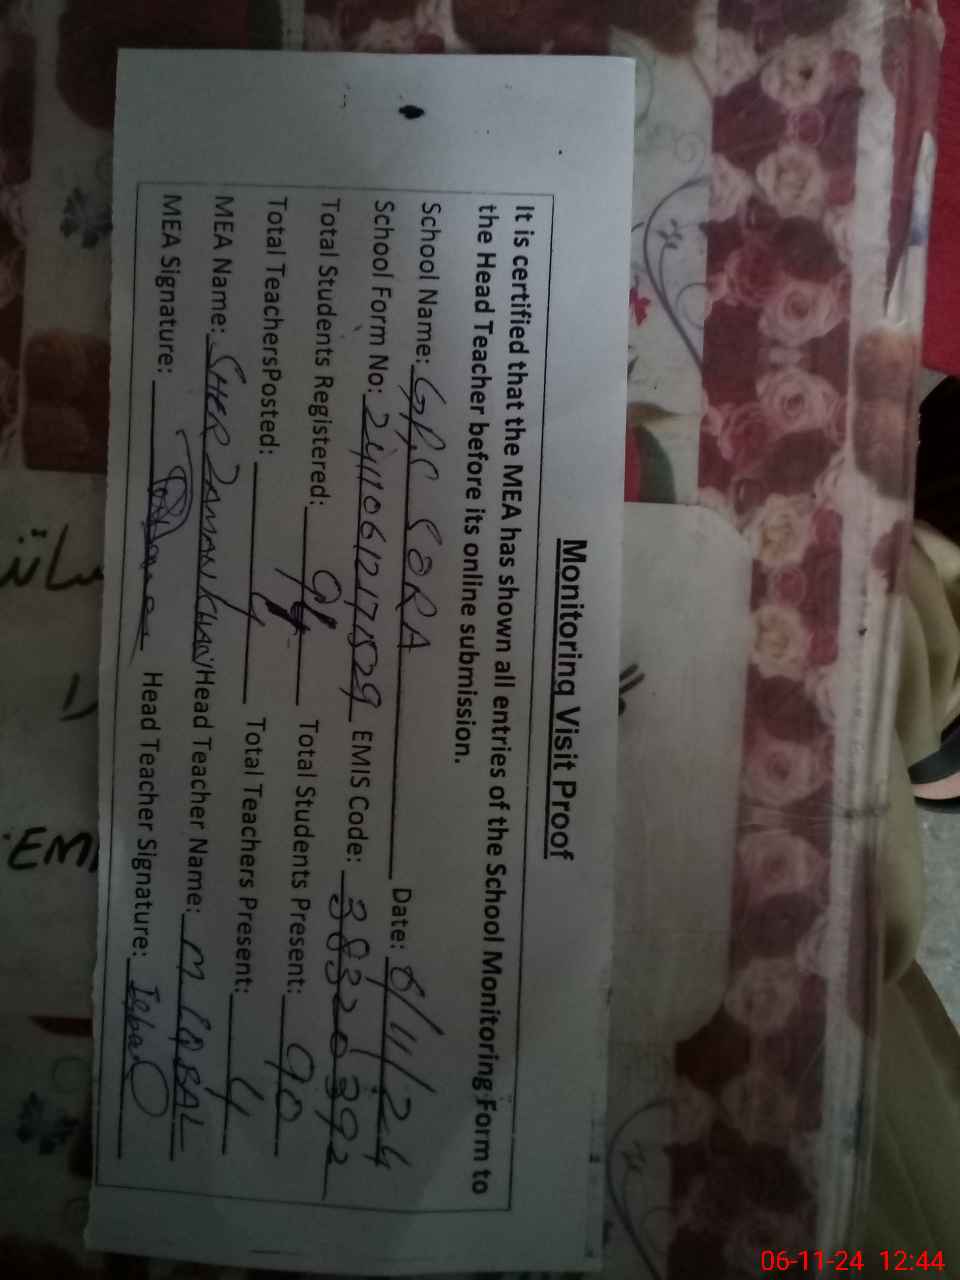 Monitoring Visit Proof
It is certified that the MEA has shown all entries of the School Monitoring Form to
the Head Teacher before its online submission.
School Name: GPS SORA Date: 6/11/24
School Form No: EMIS Code: 38320392
Total Students Registered: 94 Total Students Present: 90
Total TeachersPosted: 4 Total Teachers Present: 4
MEA Name: SHER ZAMAN KHAN Head Teacher Name: M IQBAL
MEA Signature: Head Teacher Signature: Iqbal
EMI
06-11-24 12:44